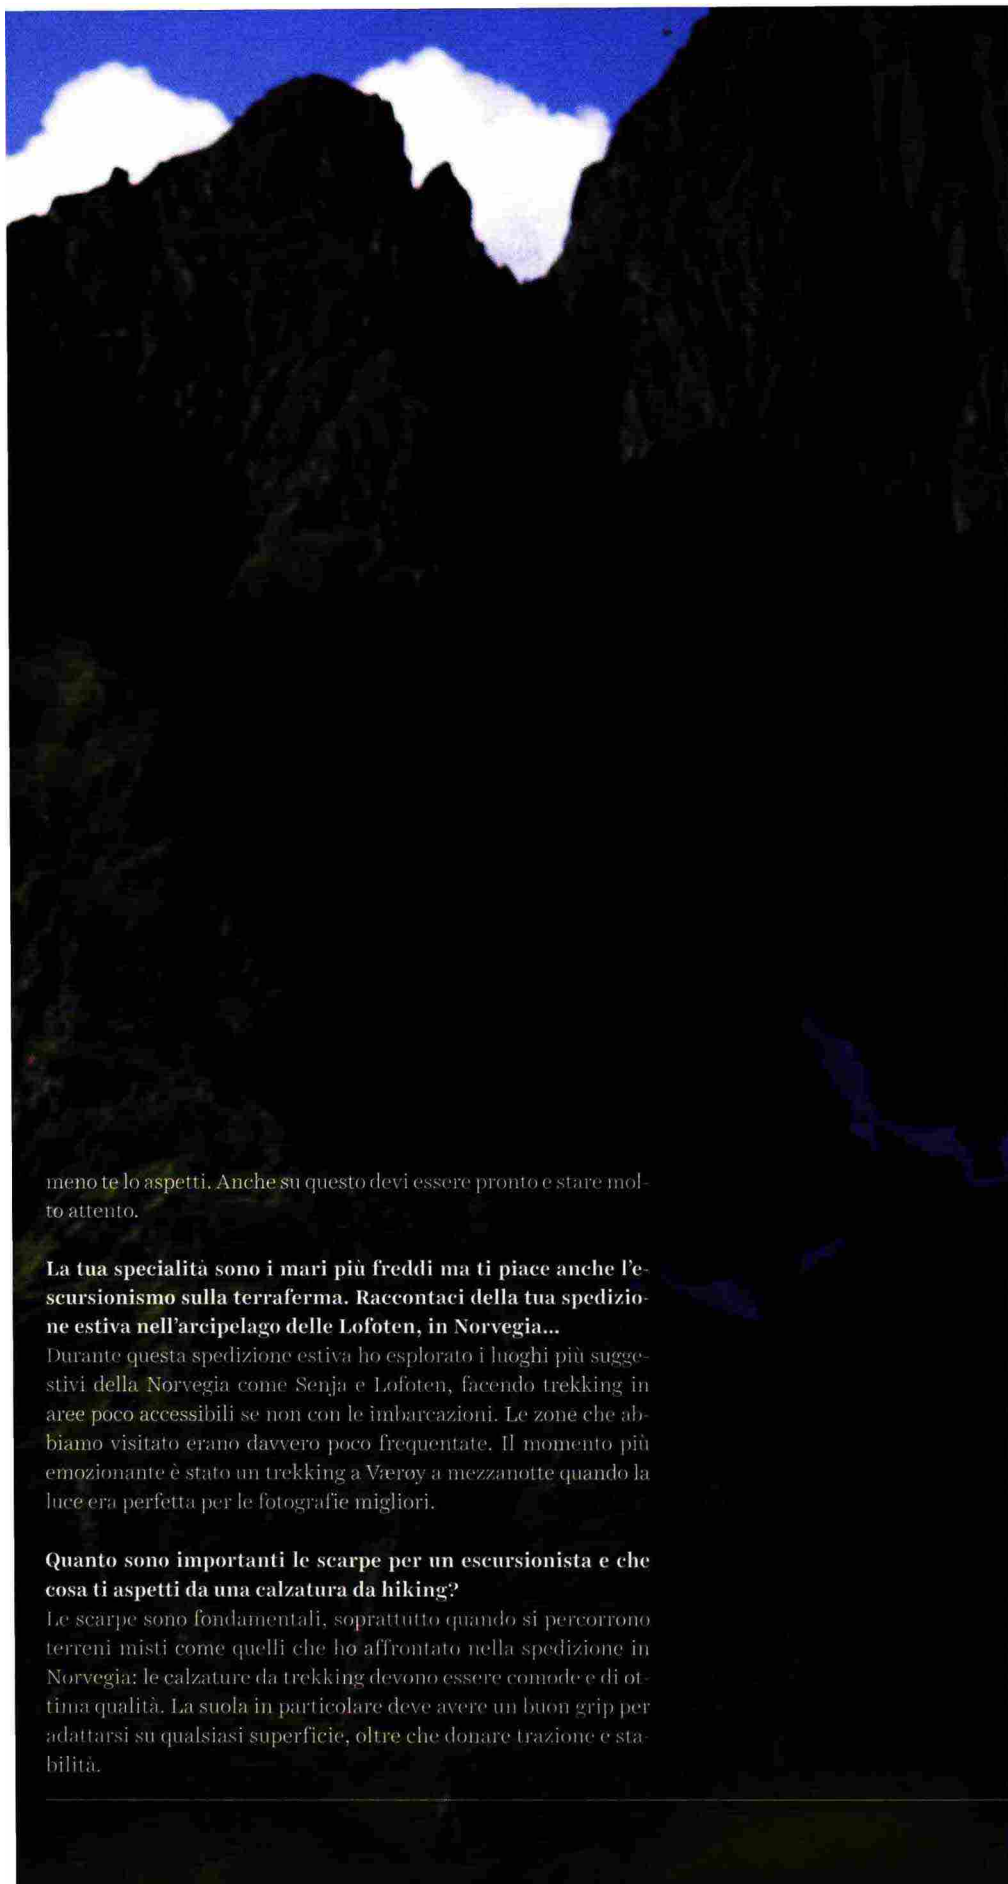 meno te lo aspetti. Anche su questo devi essere pronto e stare mol-
to attento.
La tua specialità sono i mari più freddi ma ti piace anche l'e-
scursionismo sulla terraferma. Raccontaci della tua spedizio-
ne estiva nell'arcipelago delle Lofoten, in Norvegia...
Durante questa spedizione estiva ho esplorato i luoghi più sugge-
stivi della Norvegia come Senja e Lofoten, facendo trekking in
aree poco accessibili se non con le imbarcazioni. Le zone che ab-
biamo visitato erano davvero poco frequentate. Il momento più
emozionante è stato un trekking a Værøy a mezzanotte quando la
luce era perfetta per le fotografie migliori.
Quanto sono importanti le scarpe per un escursionista e che
cosa ti aspetti da una calzatura da hiking?
Le scarpe sono fondamentali, soprattutto quando si percorrono
terreni misti come quelli che ho affrontato nella spedizione in
Norvegia: le calzature da trekking devono essere comode e di ot-
tima qualità. La suola in particolare deve avere un buon grip per
adattarsi su qualsiasi superficie, oltre che donare trazione e sta-
bilità.